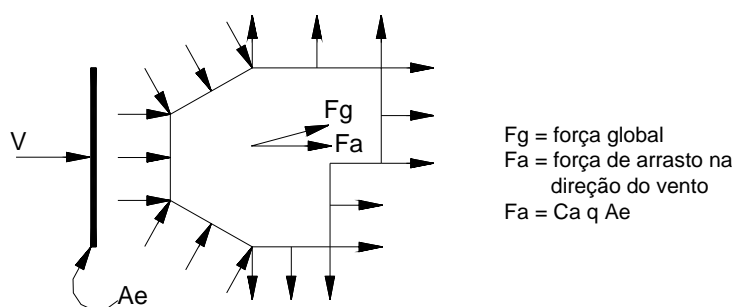 V
Fg
Fa
Ae
Fg = força global
Fa = força de arrasto na
direção do vento
Fa = Ca q Ae